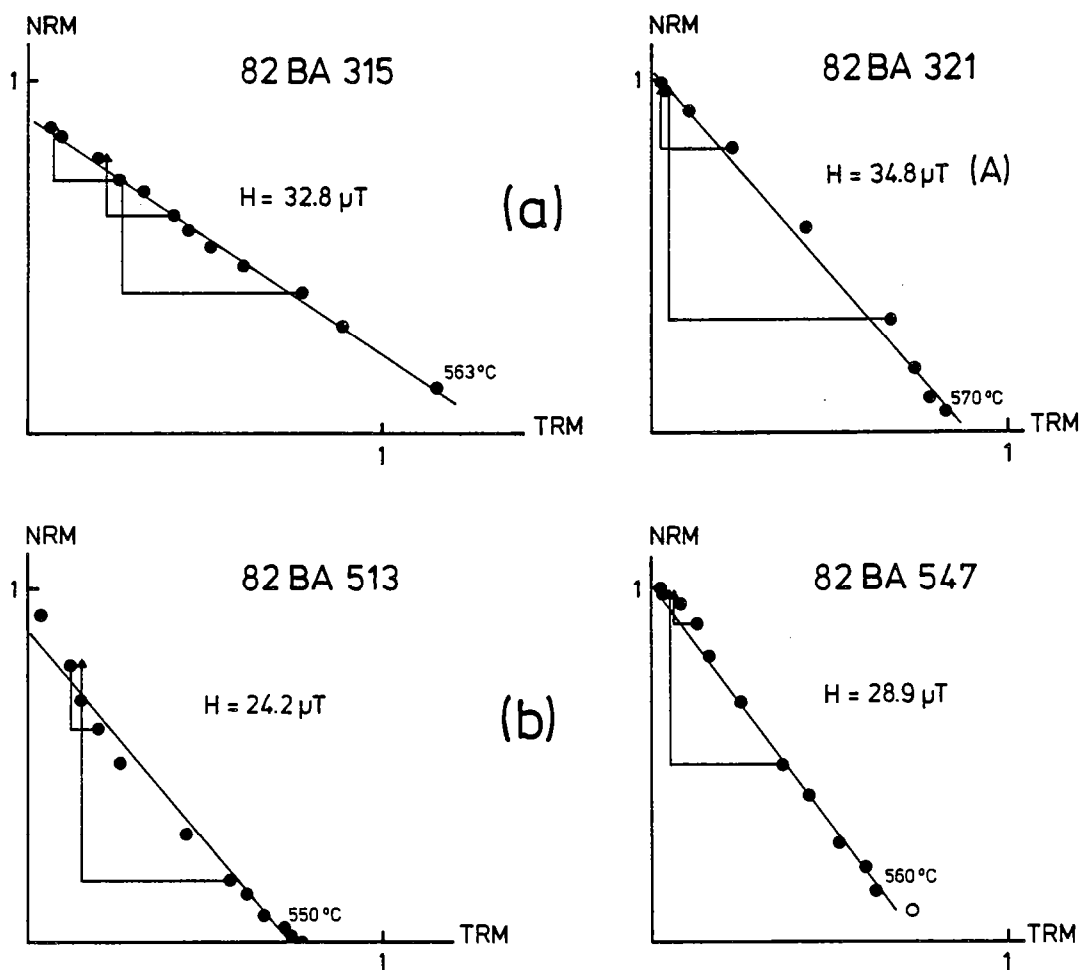 NRM
82 BA 315
1
H = 32.8 µT
563°C
TRM
1
(a)
NRM
82 BA 321
1
H = 34.8 µT (A)
570°C
TRM
1
NRM
82 BA 513
1
H = 24.2 µT
550°C
TRM
1
(b)
NRM
82 BA 547
1
H = 28.9 µT
560°C
TRM
1